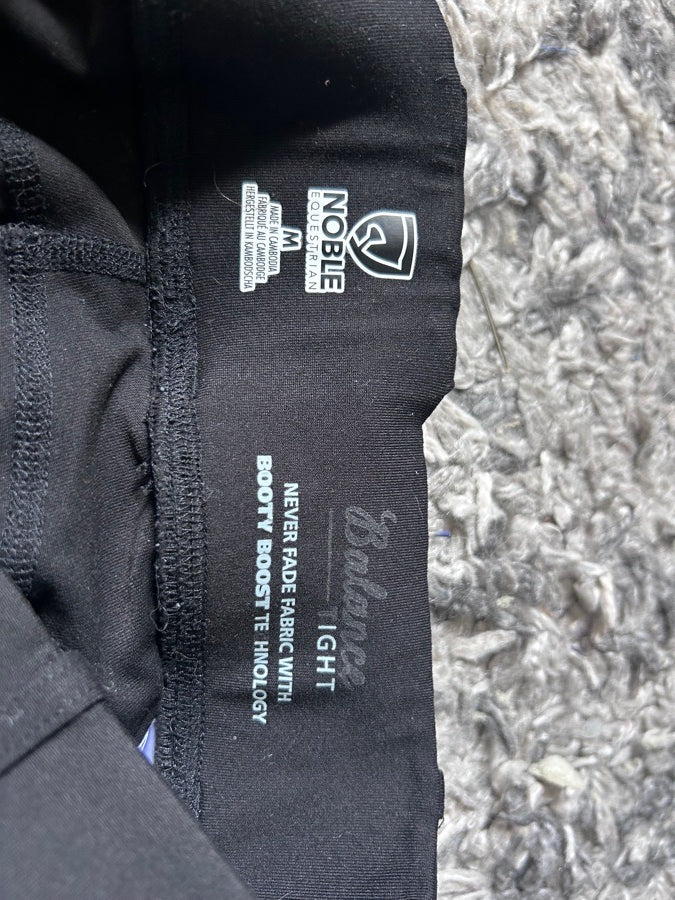 NOBLE
EQUESTRIAN
M
MADE IN CAMBODIA
FABRIQUÉ AU CAMBODGE
HERGESTELLT IN KAMBODSCHA
Balance
IGHT
NEVER FADE FABRIC WITH
BOOTY BOOST TE HNOLOGY